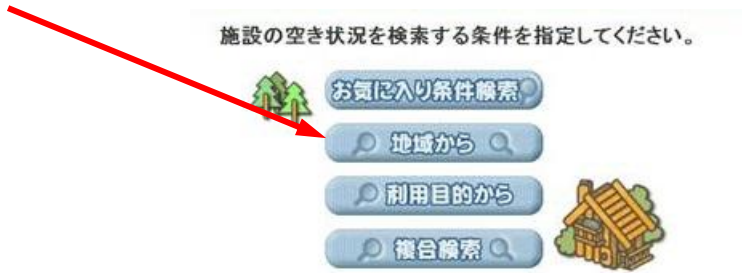 施設の空き状況を検索する条件を指定してください。
お気に入り条件検索
地域から
利用目的から
複合検索